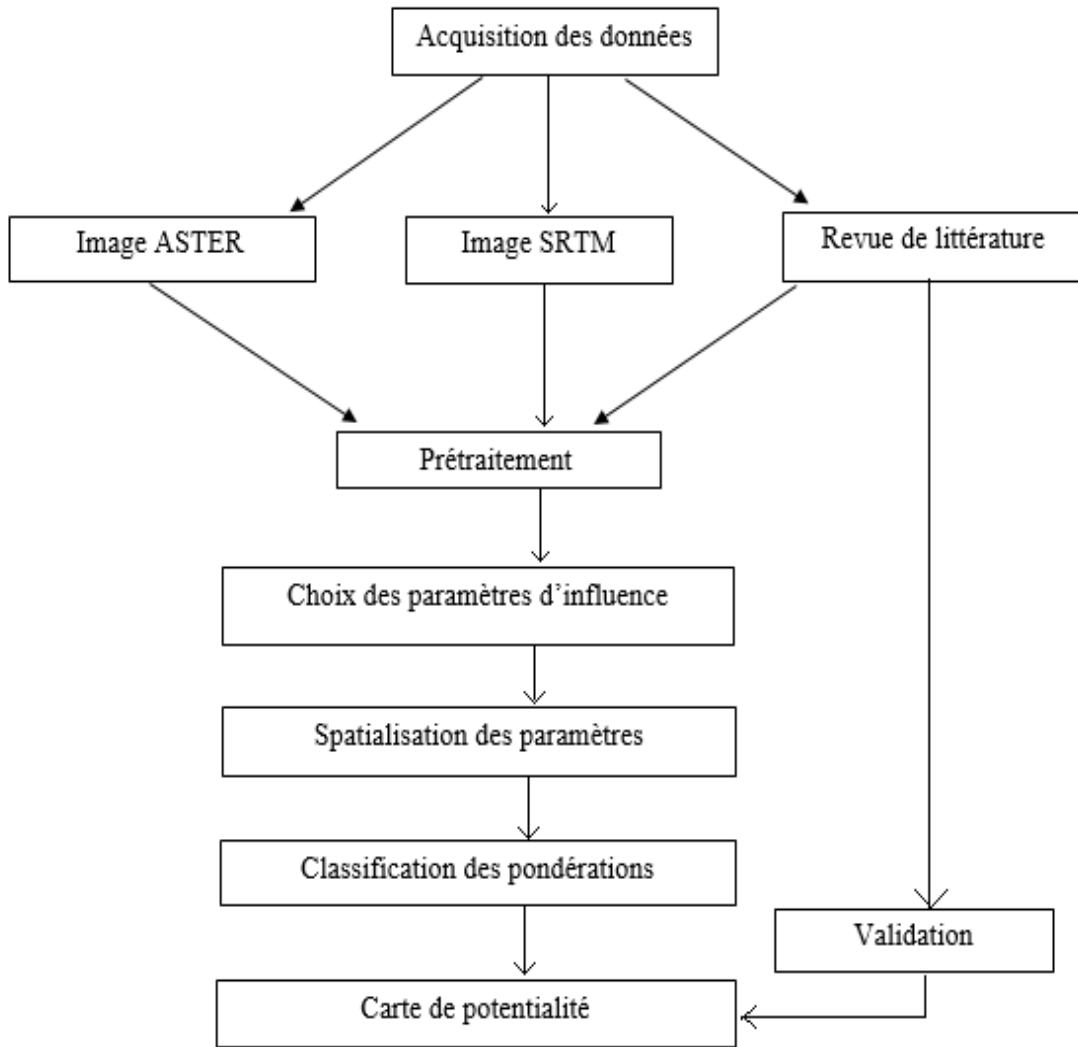 Acquisition des données
Image ASTER
Image SRTM
Revue de littérature
Prétraitement
Choix des paramètres d’influence
Spatialisation des paramètres
Classification des pondérations
Validation
Carte de potentialité